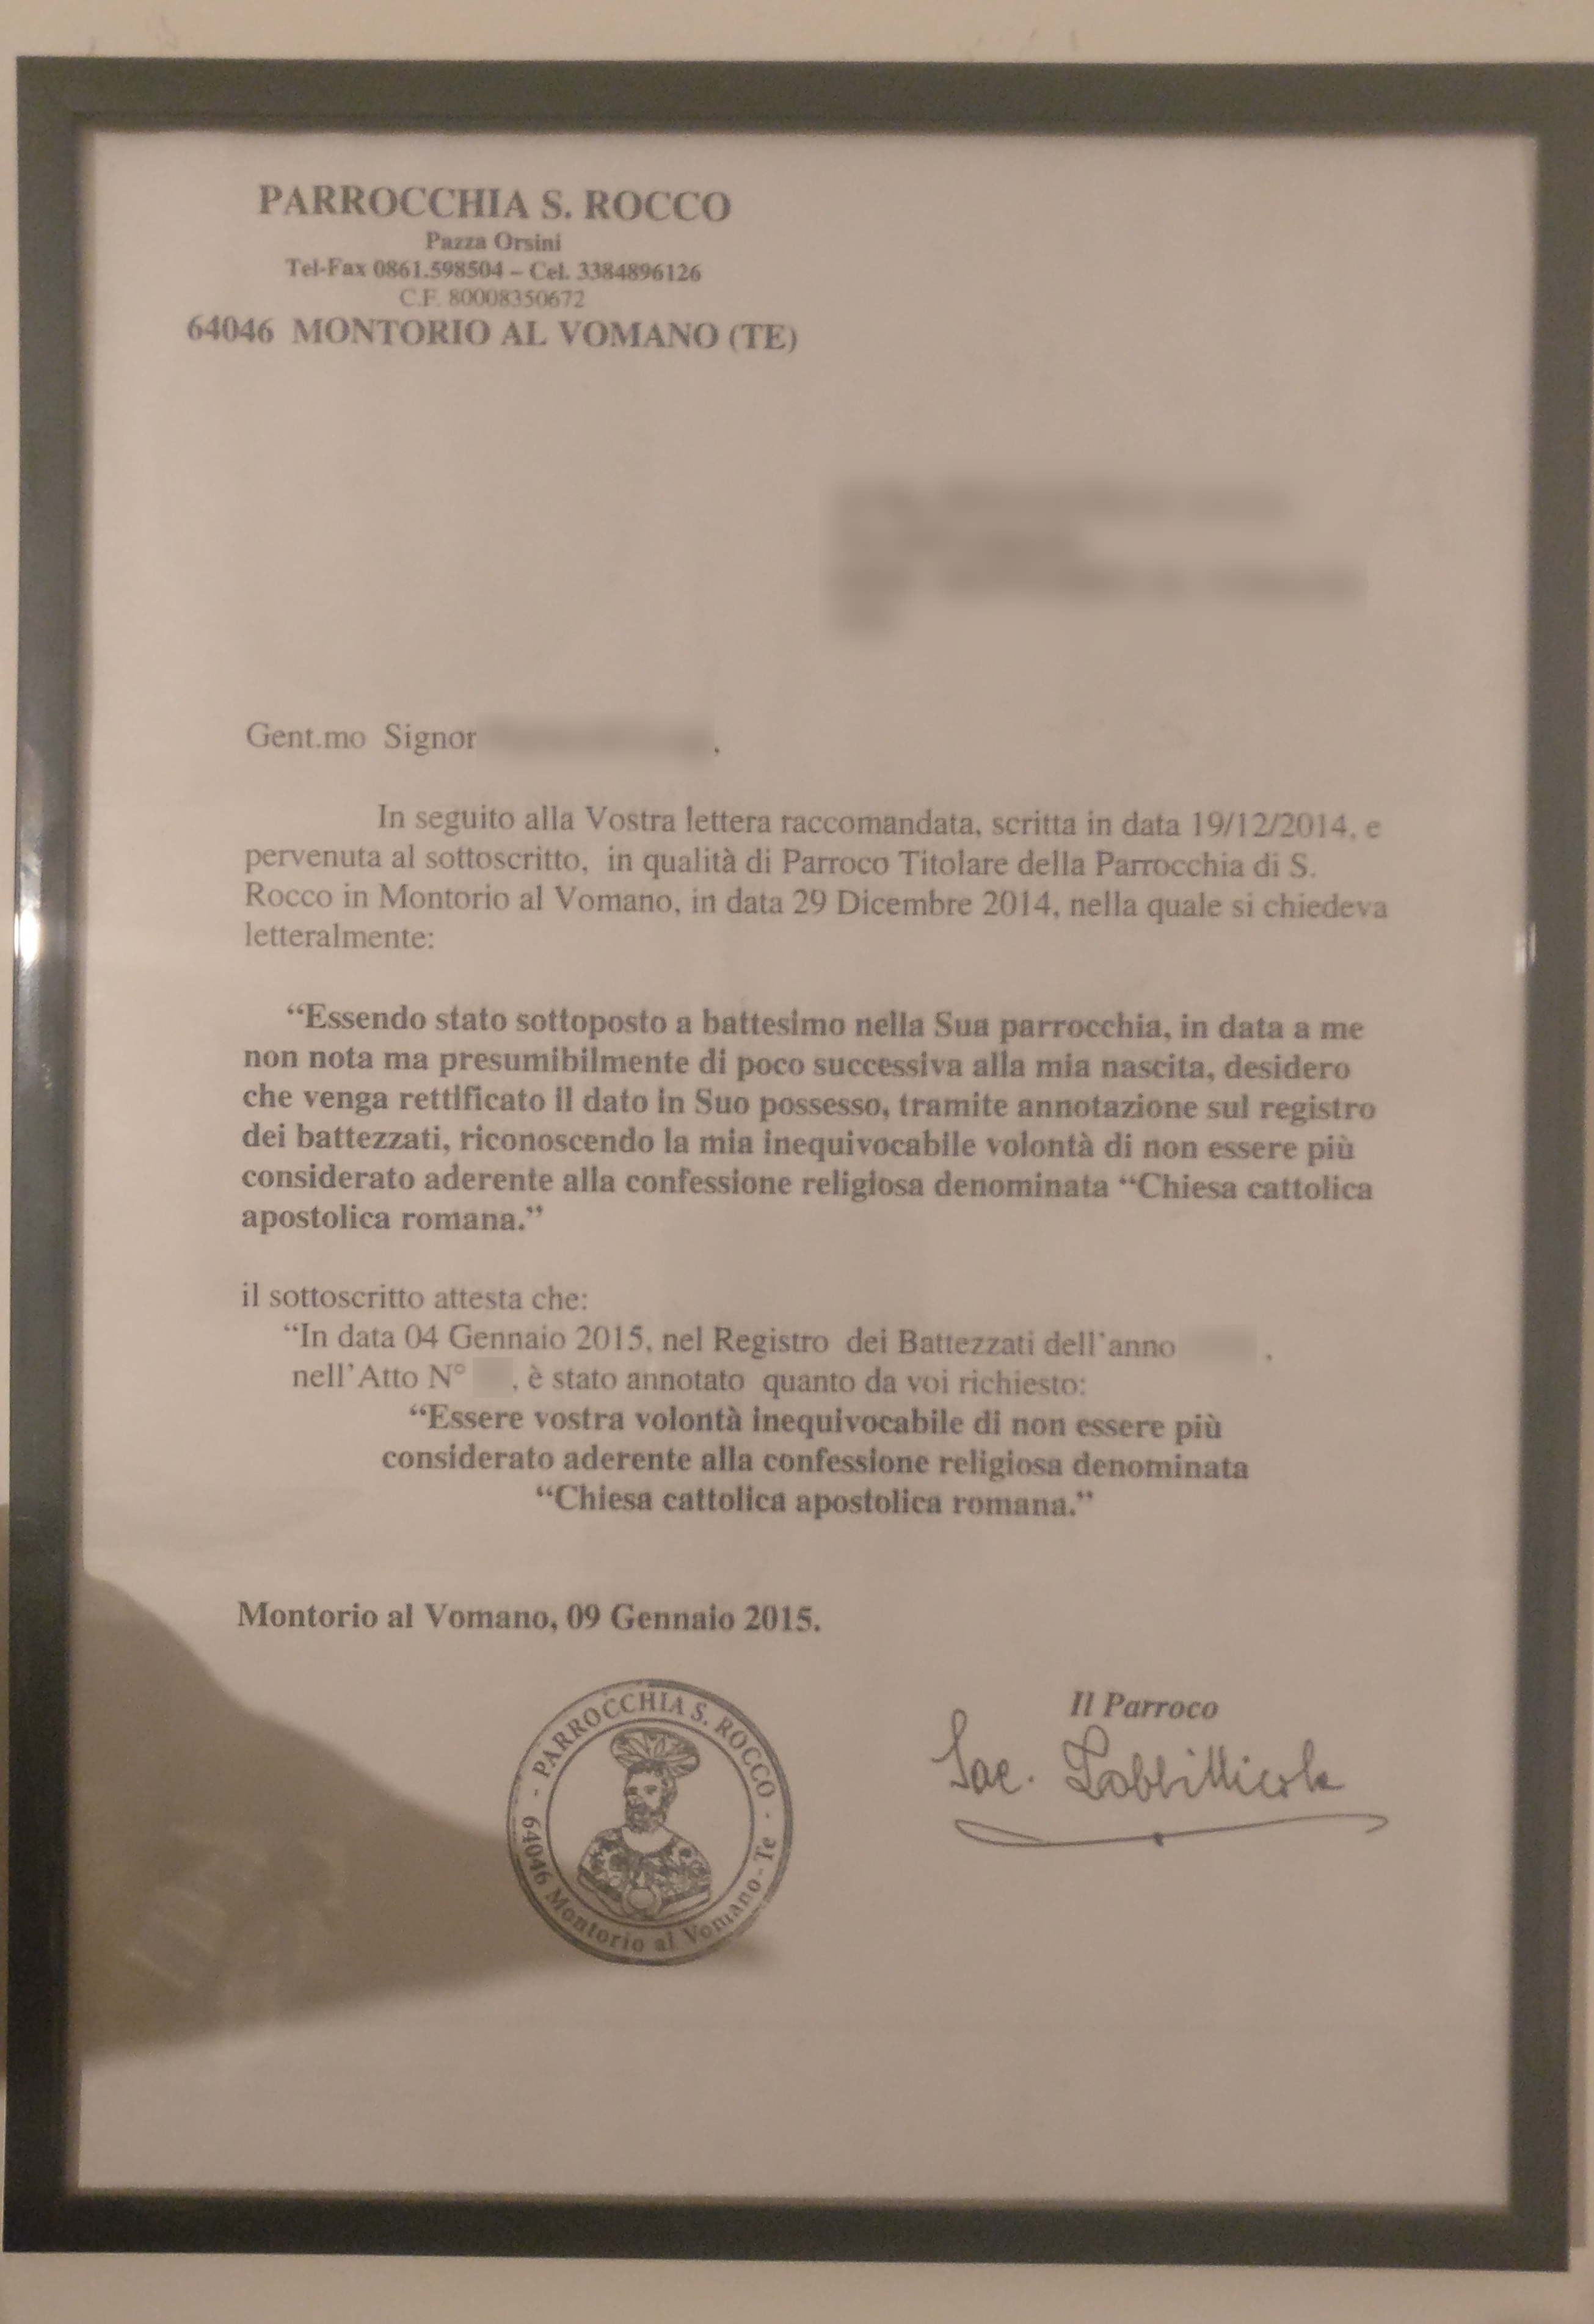 PARROCCHIA S. ROCCO
Pazza Orsini
Tel-Fax 0861.598504 – Cel. 3384896126
C.F. 80008350672
64046 MONTORIO AL VOMANO (TE)
Gent.mo Signor ,
In seguito alla Vostra lettera raccomandata, scritta in data 19/12/2014, e
pervenuta al sottoscritto, in qualità di Parroco Titolare della Parrocchia di S.
Rocco in Montorio al Vomano, in data 29 Dicembre 2014, nella quale si chiedeva
letteralmente:
“Essendo stato sottoposto a battesimo nella Sua parrocchia, in data a me
non nota ma presumibilmente di poco successiva alla mia nascita, desidero
che venga rettificato il dato in Suo possesso, tramite annotazione sul registro
dei battezzati, riconoscendo la mia inequivocabile volontà di non essere più
considerato aderente alla confessione religiosa denominata “Chiesa cattolica
apostolica romana.”
il sottoscritto attesta che:
“In data 04 Gennaio 2015, nel Registro dei Battezzati dell’anno ,
nell’Atto N° , è stato annotato quanto da voi richiesto:
“Essere vostra volontà inequivocabile di non essere più
considerato aderente alla confessione religiosa denominata
“Chiesa cattolica apostolica romana.”
Montorio al Vomano, 09 Gennaio 2015.
- PARROCCHIA S. ROCCO -
64046 Montorio al Vomano - Te
Il Parroco
Sac.